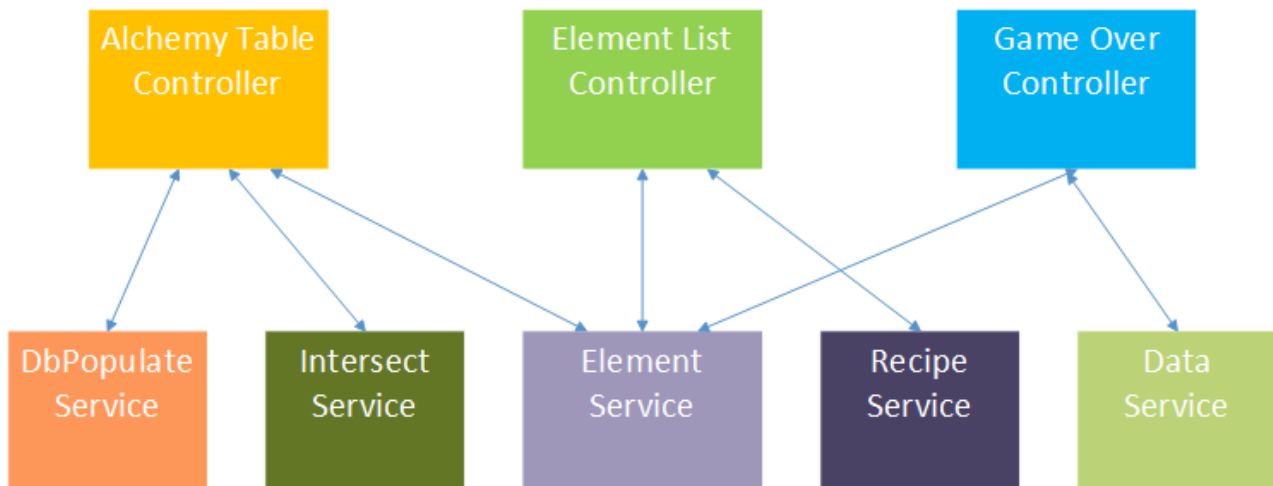 Alchemy Table
Controller
Element List
Controller
Game Over
Controller
DbPopulate
Service
Intersect
Service
Element
Service
Recipe
Service
Data
Service